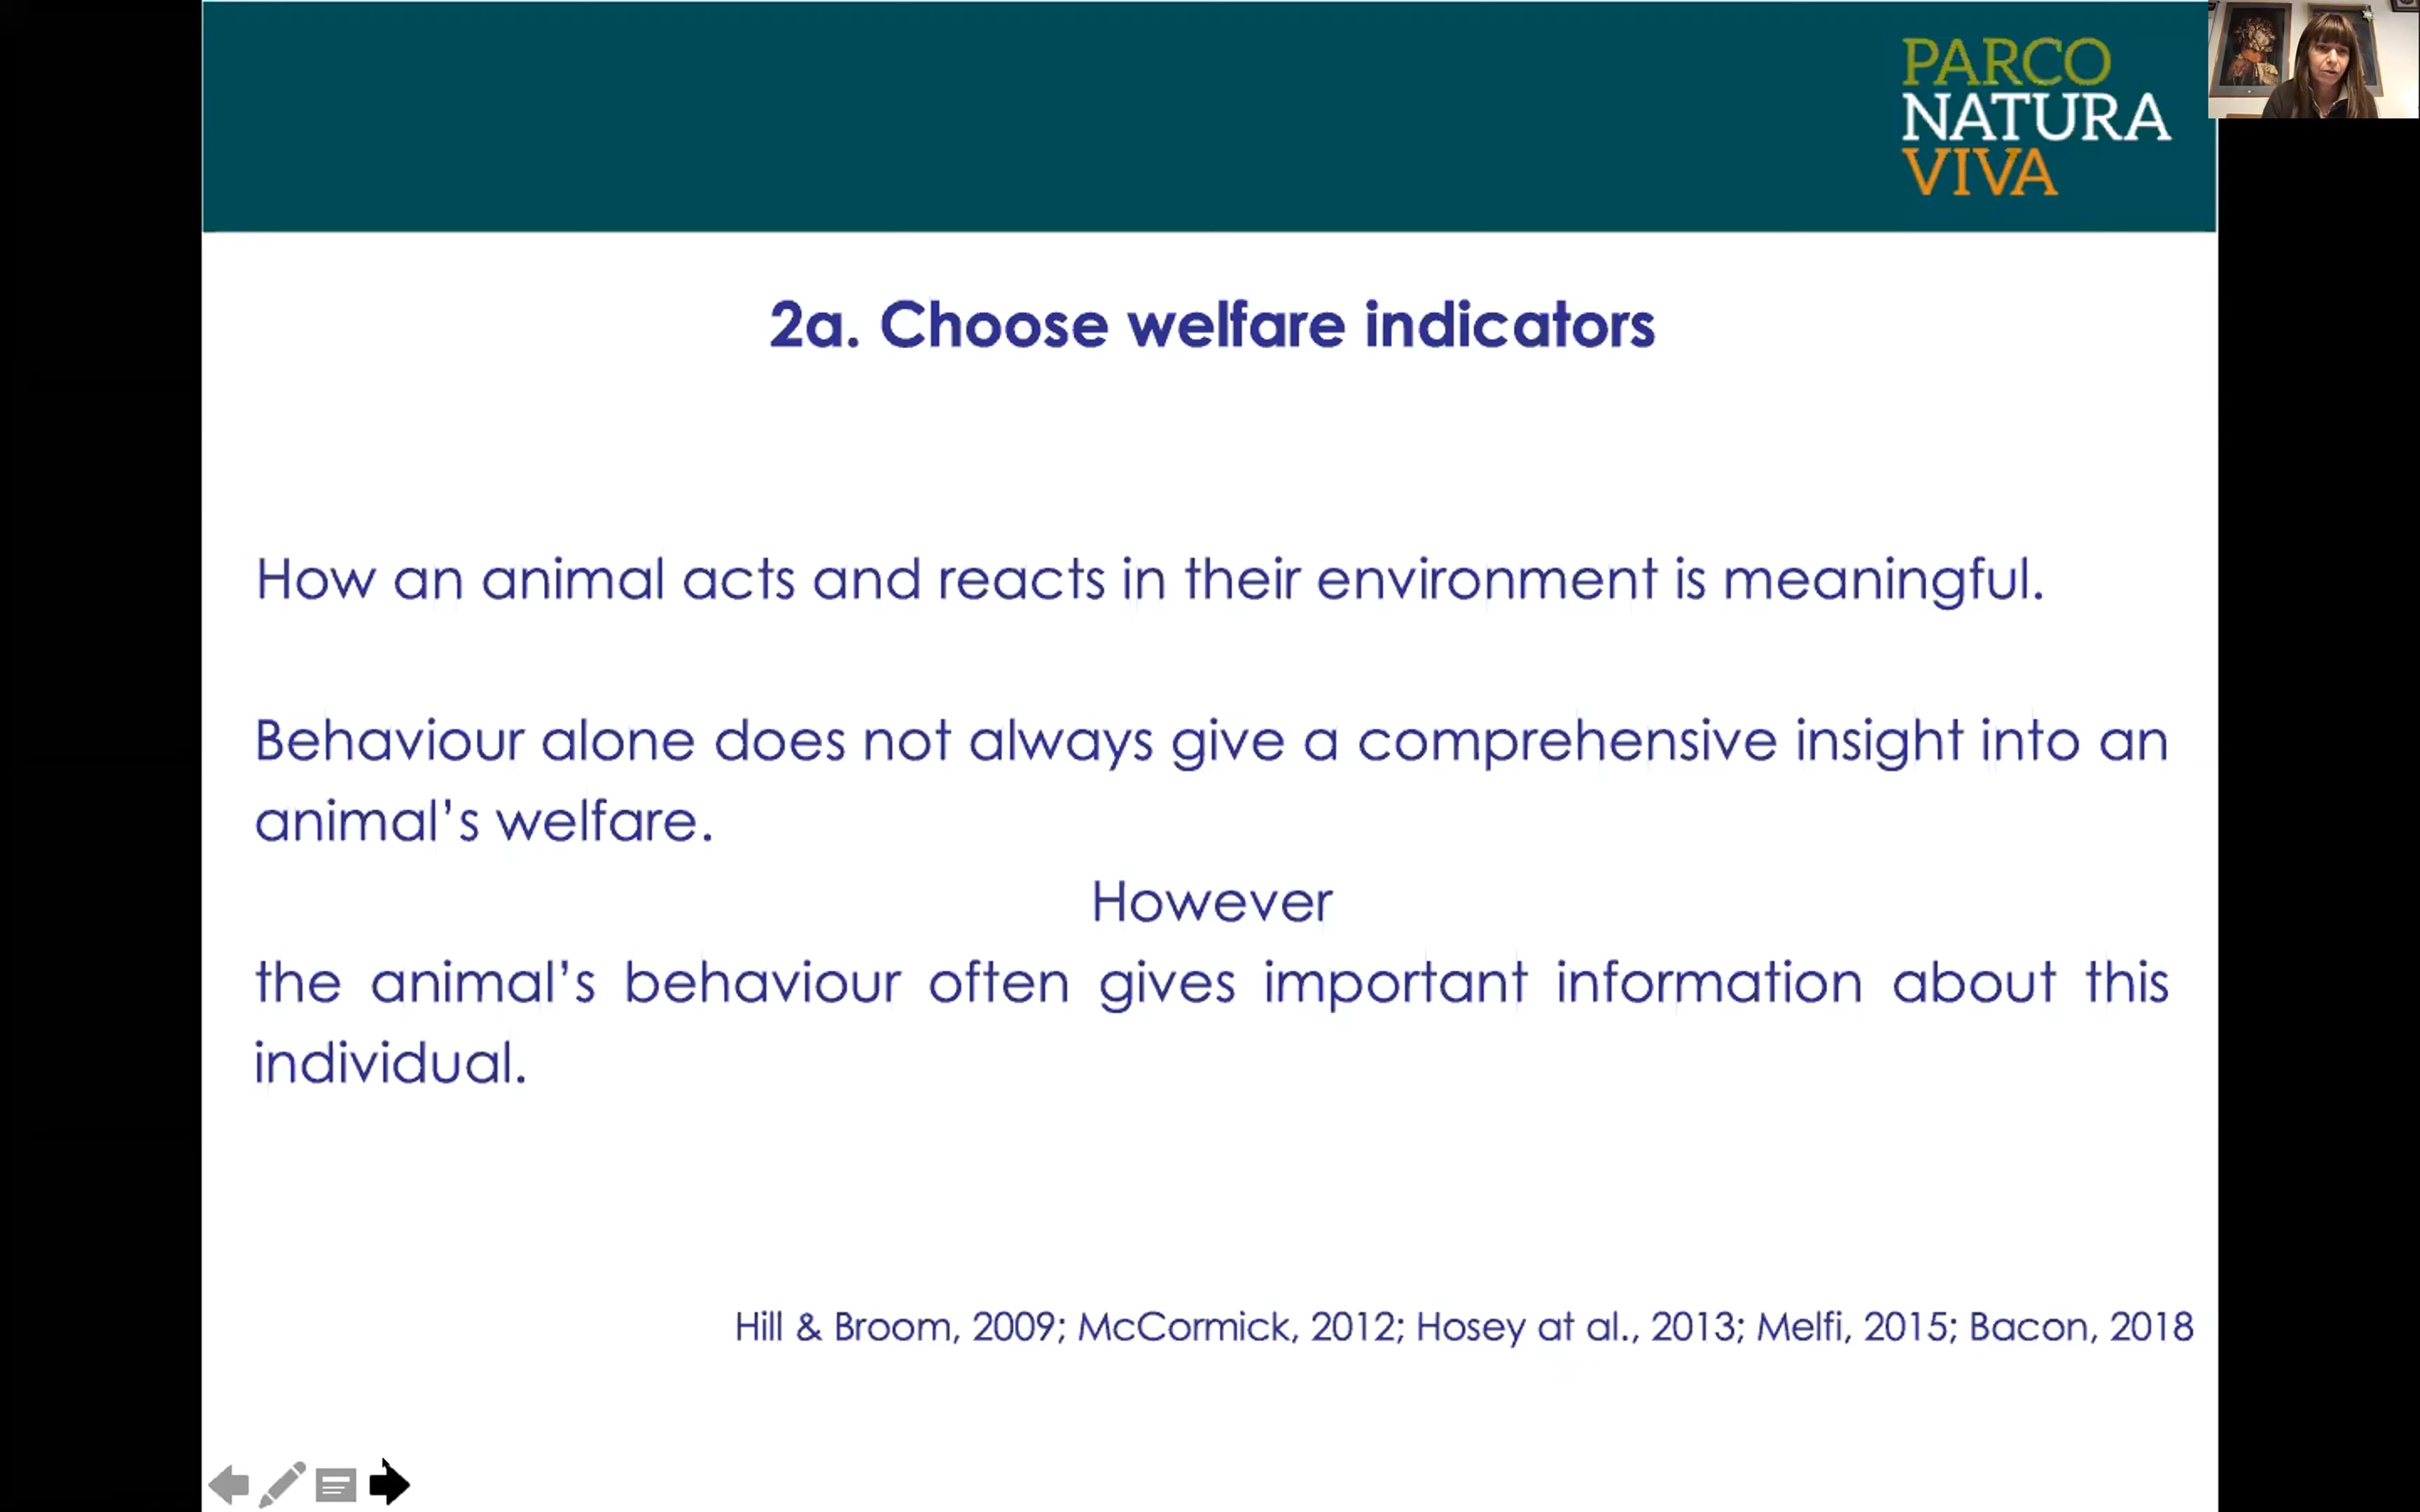 PARCO
NATURA
VIVA
2a. Choose welfare indicators
How an animal acts and reacts in their environment is meaningful.
Behaviour alone does not always give a comprehensive insight into an
animal’s welfare.
However
the animal’s behaviour often gives important information about this
individual.
Hill & Broom, 2009; McCormick, 2012; Hosey at al., 2013; Melfi, 2015; Bacon, 2018